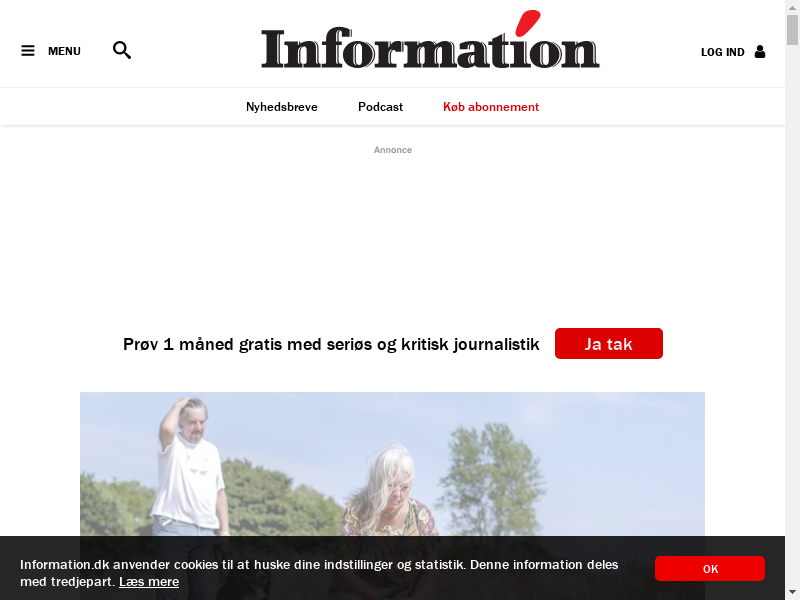 MENU
Information
LOG IND
Nyhedsbreve
Podcast
Køb abonnement
Annonce
Prøv 1 måned gratis med seriøs og kritisk journalistik
Ja tak
Information.dk anvender cookies til at huske dine indstillinger og statistik. Denne information deles
med tredjepart. Læs mere
OK